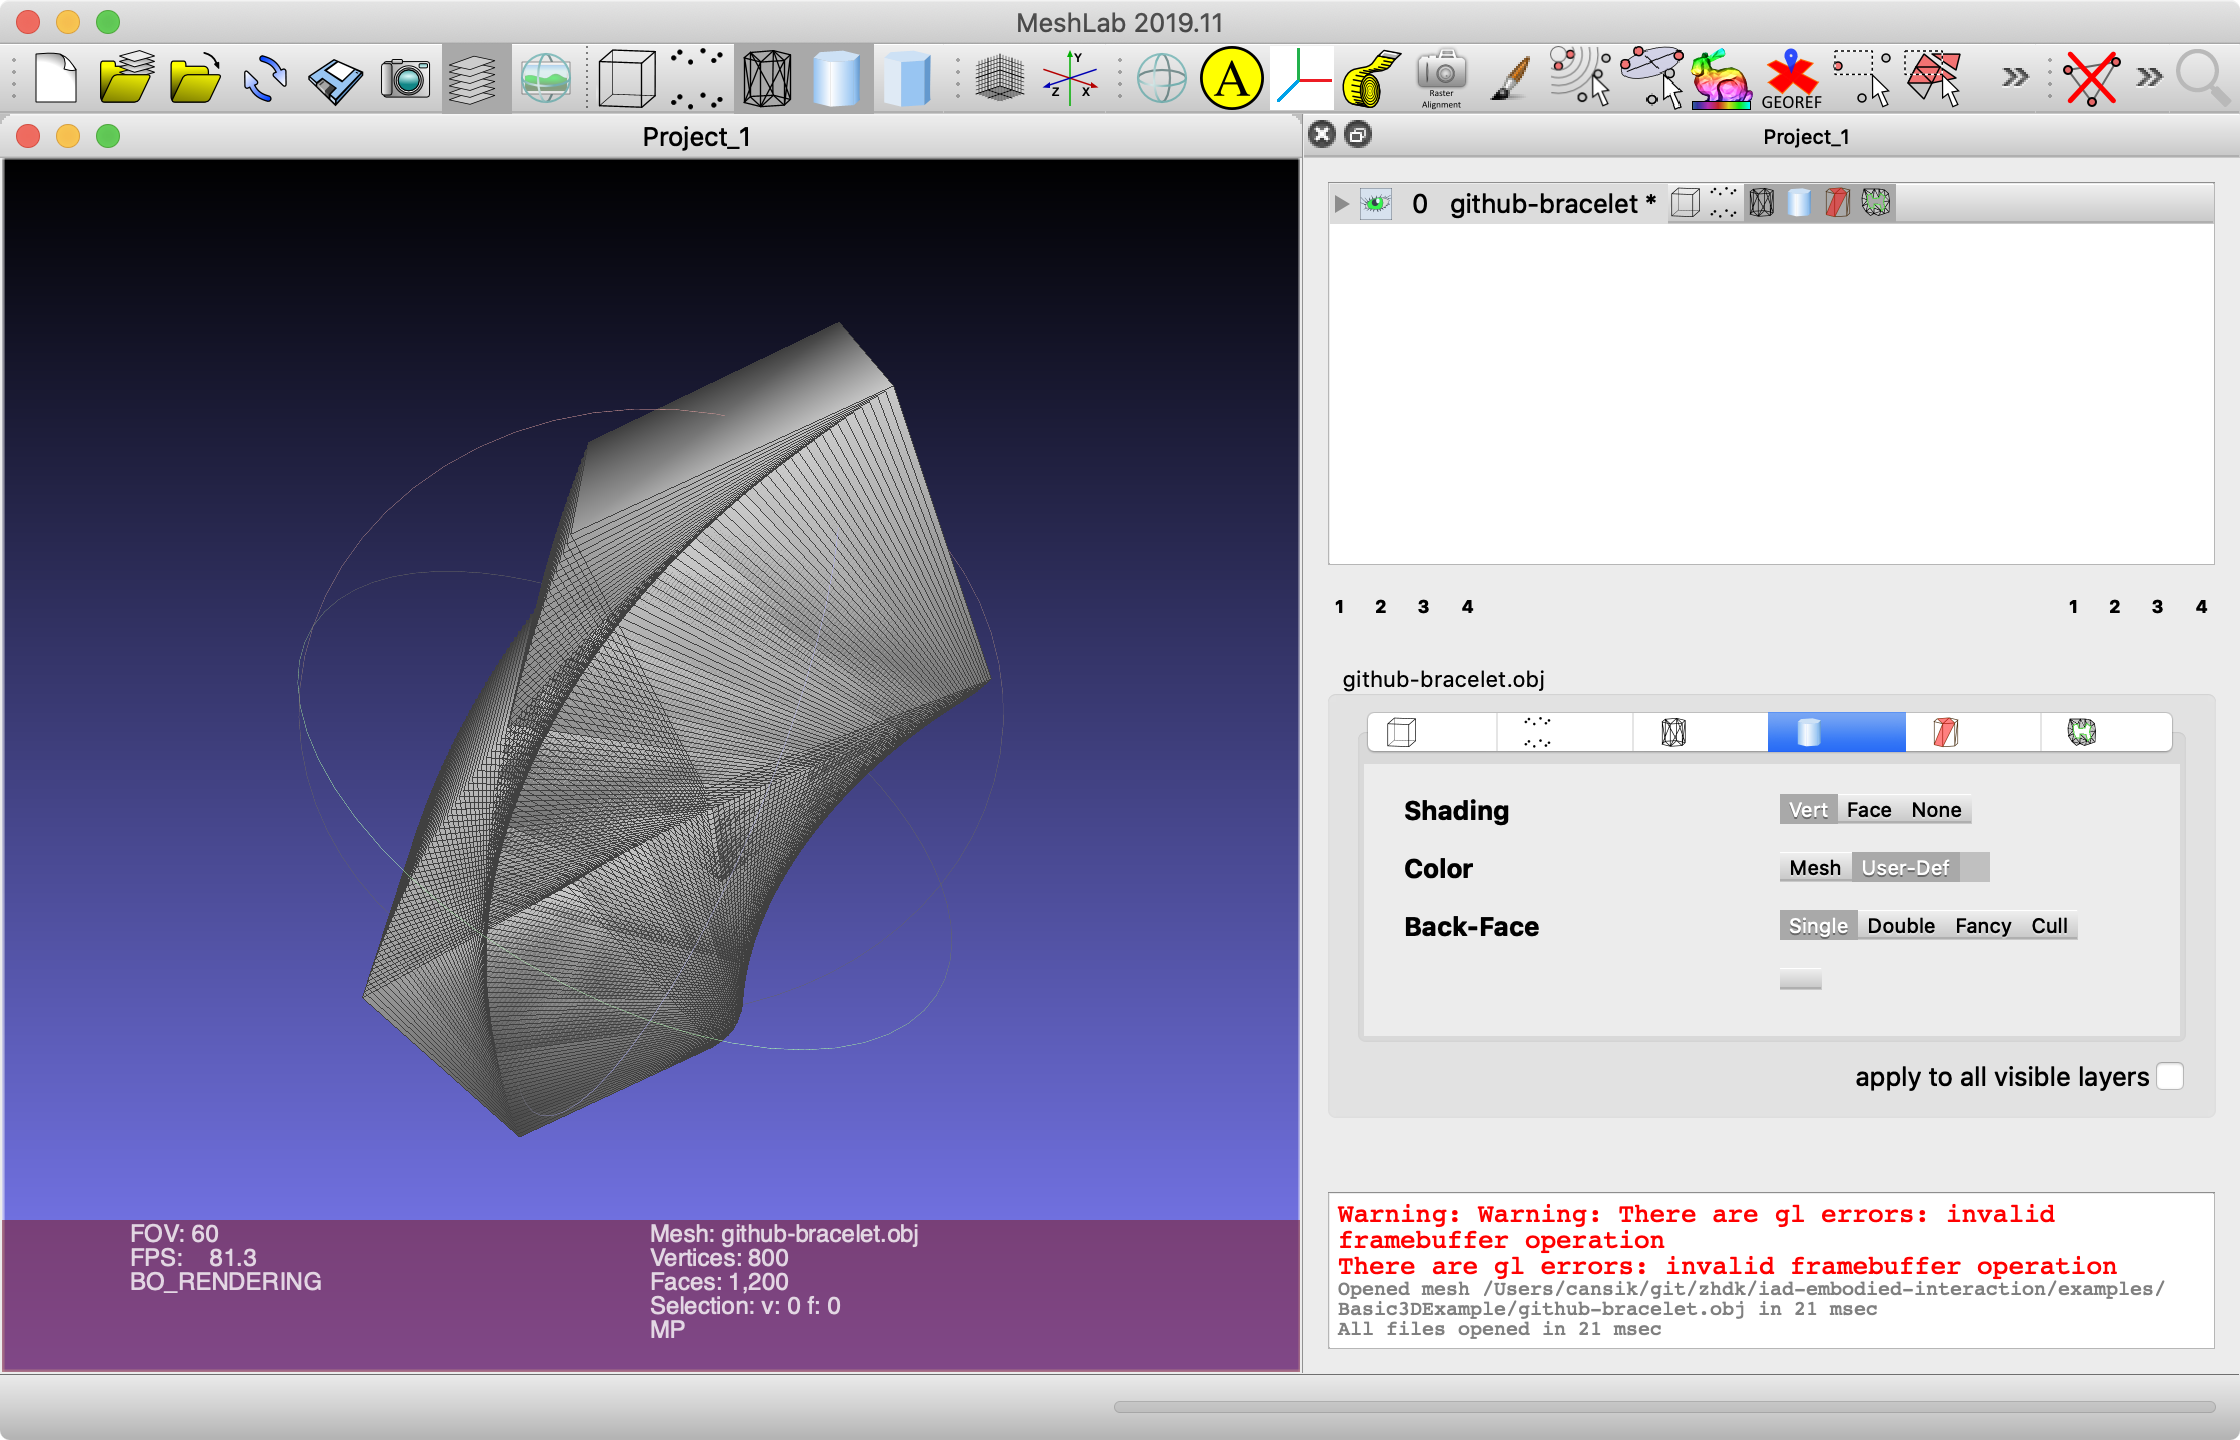 MeshLab 2019.11
Y
Z X
A
Raster
Alignment
GEOREF
Project_1
Project_1
0 github-bracelet *
1 2 3 4 1 2 3 4
github-bracelet.obj
Shading Vert Face None
Color Mesh User-Def
Back-Face Single Double Fancy Cull
apply to all visible layers
FOV: 60
FPS: 81.3
BO_RENDERING
Mesh: github-bracelet.obj
Vertices: 800
Faces: 1,200
Selection: v: 0 f: 0
MP
Warning: Warning: There are gl errors: invalid
framebuffer operation
There are gl errors: invalid framebuffer operation
Opened mesh /Users/cansik/git/zhdk/iad-embodied-interaction/examples/
Basic3DExample/github-bracelet.obj in 21 msec
All files opened in 21 msec